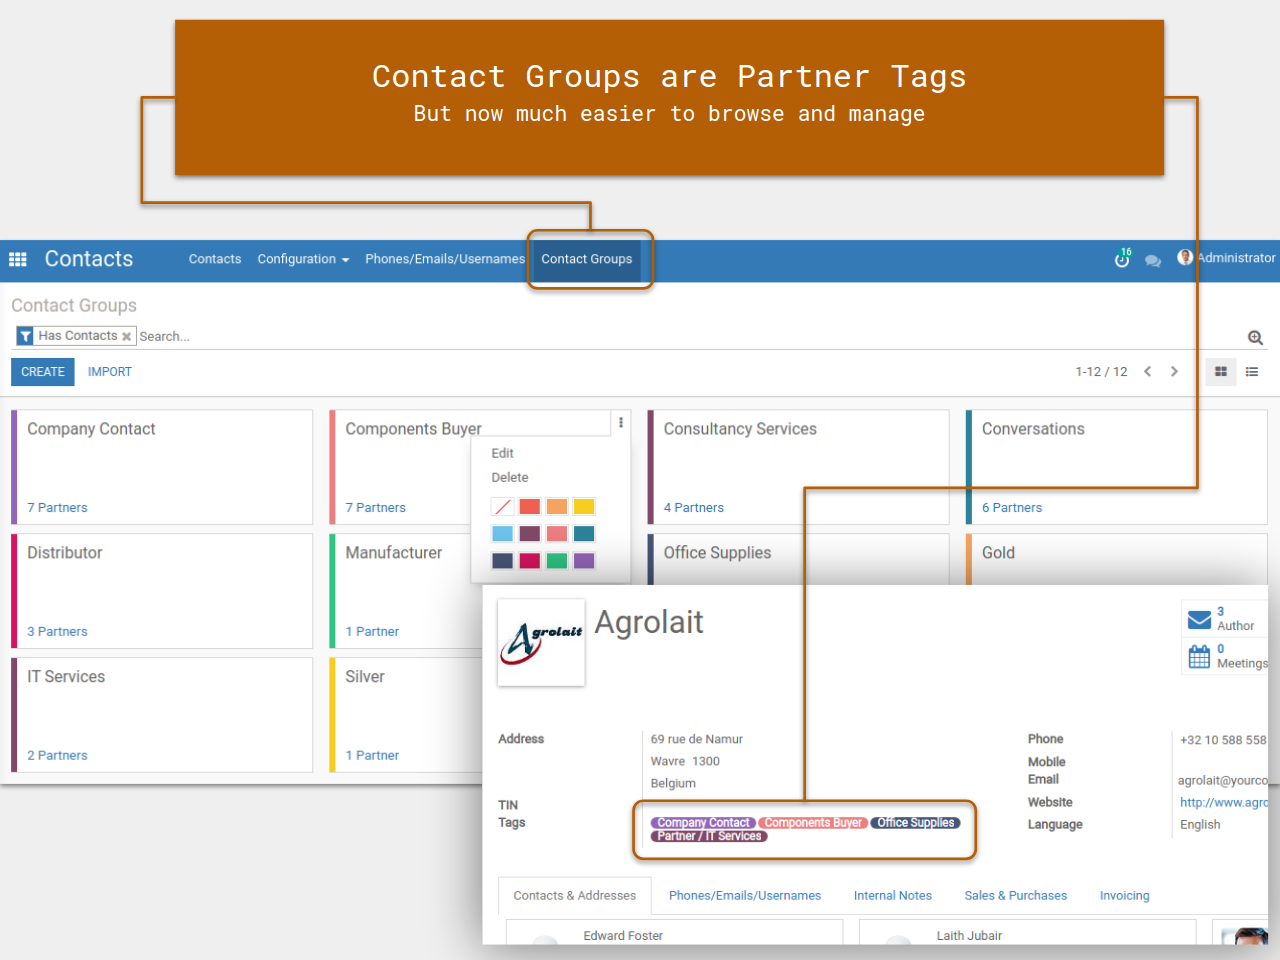 Contact Groups are Partner Tags
But now much easier to browse and manage
Contacts Contacts Configuration Phones/Emails/Usernames Contact Groups 16 Administrator
Contact Groups
Has Contacts Search...
CREATE IMPORT 1-12 / 12
Company Contact Components Buyer Consultancy Services Conversations
Edit
Delete
7 Partners 7 Partners 4 Partners 6 Partners
Distributor Manufacturer Office Supplies Gold
3 Partners 1 Partner
IT Services Silver
2 Partners 1 Partner
Agrolait
Agrolait
3
Author
0
Meetings
Address 69 rue de Namur Phone +32 10 588 558
Wavre 1300 Mobile
Belgium Email agrolait@yourco
TIN Website http://www.agro
Tags Company Contact Components Buyer Office Supplies Language English
Partner / IT Services
Contacts & Addresses Phones/Emails/Usernames Internal Notes Sales & Purchases Invoicing
Edward Foster Laith Jubair